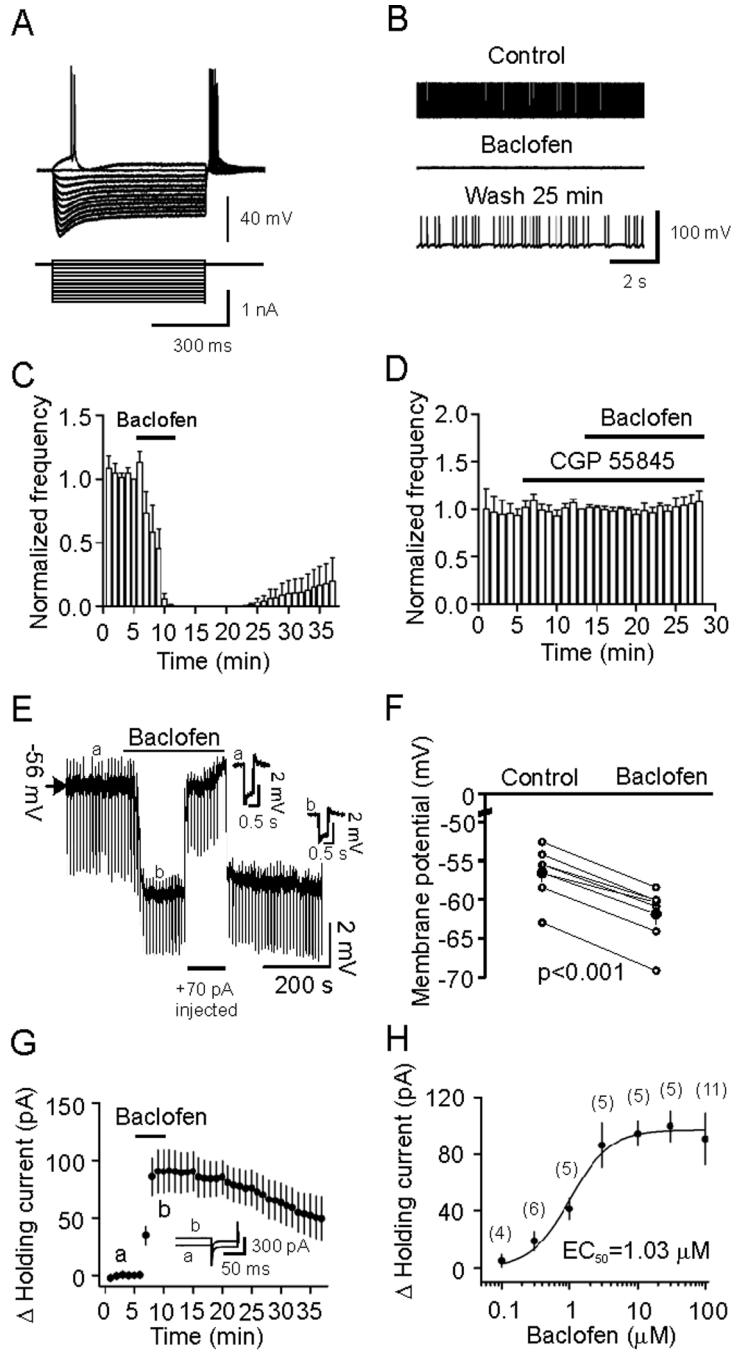 A
40 mV
1 nA
300 ms
B
Control
Baclofen
Wash 25 min
100 mV
2 s
C
Normalized frequency
1.5
1.0
0.5
0.0
Baclofen
0 5 10 15 20 25 30 35
Time (min)
D
Normalized frequency
2.0
1.5
1.0
0.5
0.0
Baclofen
CGP 55845
0 5 10 15 20 25 30
Time (min)
E
-56 mV
a
Baclofen
b
a
2 mV
0.5 s
b
2 mV
0.5 s
2 mV
200 s
+70 pA
injected
F
Membrane potential (mV)
Control Baclofen
0
-50
-55
-60
-65
-70
p<0.001
G
Δ Holding current (pA)
150
100
50
0
Baclofen
a
b
b
a
300 pA
50 ms
0 5 10 15 20 25 30 35
Time (min)
H
Δ Holding current (pA)
120
80
40
0
(4)
(6)
(5)
(5)
(5)
(5)
(11)
EC50=1.03 μM
0.1 1 10 100
Baclofen (μM)